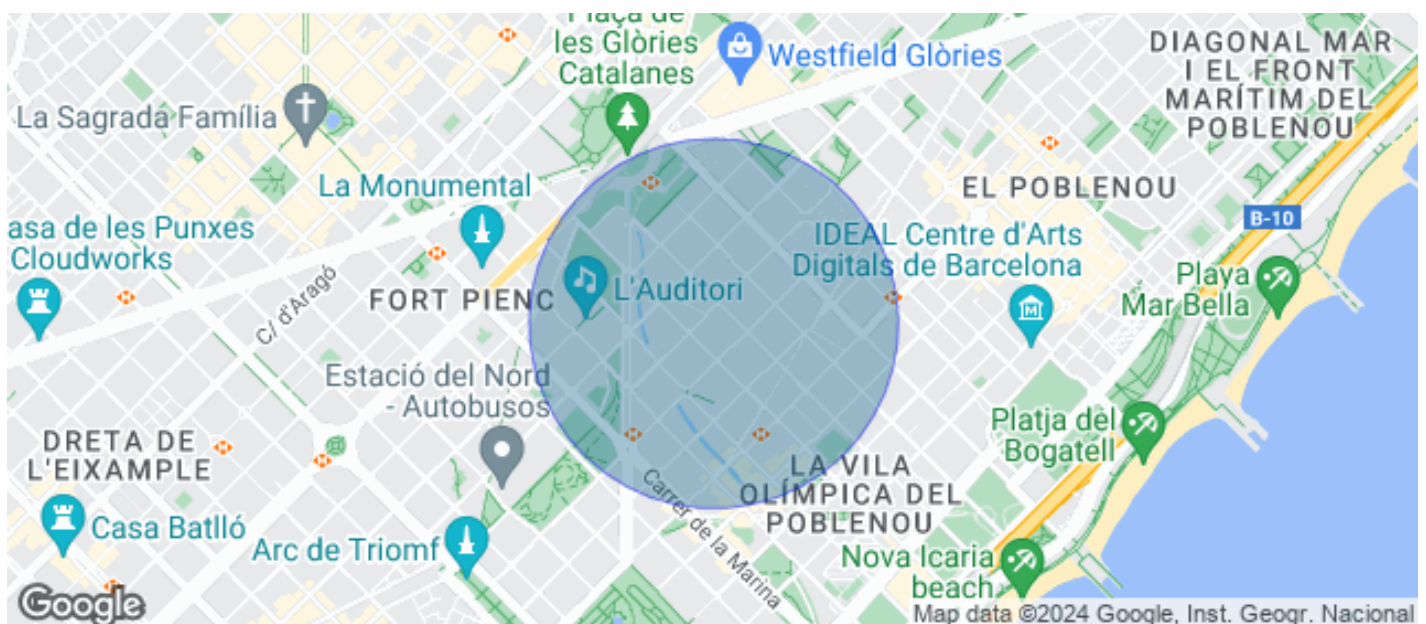 Plaça de
les Glòries
Catalanes
Westfield Glòries
DIAGONAL MAR
I EL FRONT
MARÍTIM DEL
POBLENOU
La Sagrada Família
La Monumental
EL POBLENOU
B-10
asa de les Punxes
Cloudworks
C/ d'Aragó
FORT PIENC
L'Auditori
IDEAL Centre d'Arts
Digitals de Barcelona
Playa
Mar Bella
Estació del Nord
- Autobusos
DRETA DE
L'EIXAMPLE
Platja del
Bogatell
LA VILA
OLÍMPICA DEL
POBLENOU
Carrer de la Marina
Casa Batlló
Arc de Triomf
Nova Icaria
beach
Google
Map data ©2024 Google, Inst. Geogr. Nacional